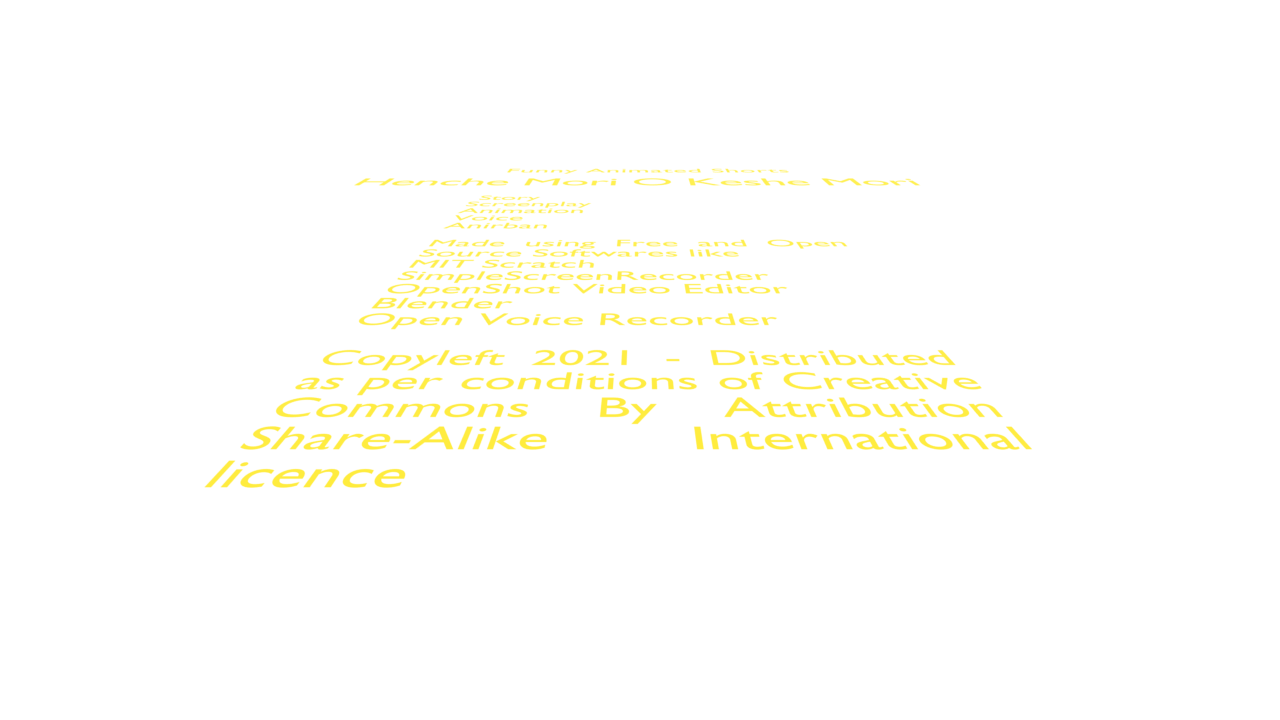 Funny Animated Shorts
Henche Mori O Keshe Mori
Story
Screenplay
Animation
Voice
Anirban
Made using Free and Open
Source Softwares like
MIT Scratch
SimpleScreenRecorder
OpenShot Video Editor
Blender
Open Voice Recorder
Copyleft 2021 - Distributed
as per conditions of Creative
Commons By Attribution
Share-Alike International
licence